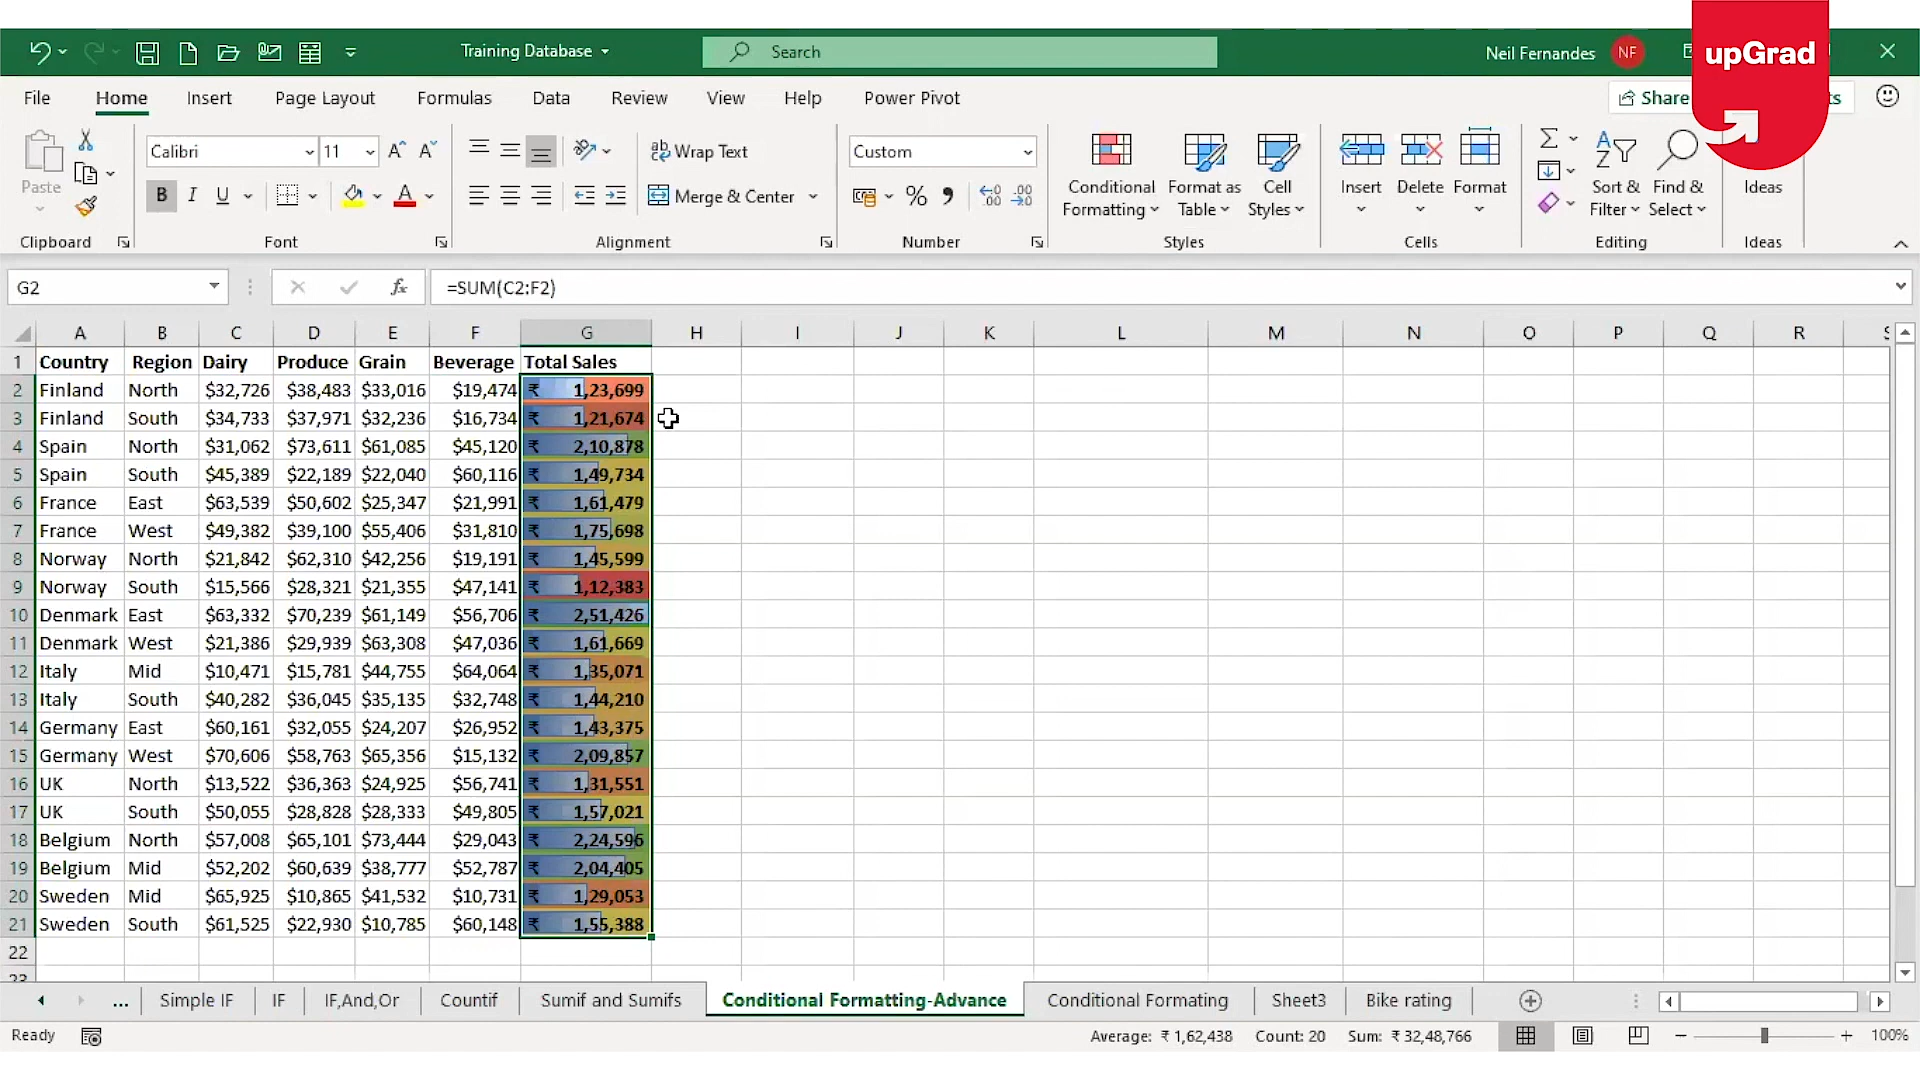 Training Database
Search
Neil Fernandes NF
upGrad
File Home Insert Page Layout Formulas Data Review View Help Power Pivot Share
Calibri 11 Wrap Text Custom
Paste B I U Merge & Center % Conditional Formatting Format as Table Cell Styles Insert Delete Format Sort & Filter Find & Select Ideas
Clipboard Font Alignment Number Styles Cells Editing Ideas
G2 fx =SUM(C2:F2)
A B C D E F G H I J K L M N O P Q R
1 Country Region Dairy Produce Grain Beverage Total Sales
2 Finland North $32,726 $38,483 $33,016 $19,474 ₹ 1,23,699
3 Finland South $34,733 $37,971 $32,236 $16,734 ₹ 1,21,674
4 Spain North $31,062 $73,611 $61,085 $45,120 ₹ 2,10,878
5 Spain South $45,389 $22,189 $22,040 $60,116 ₹ 1,49,734
6 France East $63,539 $50,602 $25,347 $21,991 ₹ 1,61,479
7 France West $49,382 $39,100 $55,406 $31,810 ₹ 1,75,698
8 Norway North $21,842 $62,310 $42,256 $19,191 ₹ 1,45,599
9 Norway South $15,566 $28,321 $21,355 $47,141 ₹ 1,12,383
10 Denmark East $63,332 $70,239 $61,149 $56,706 ₹ 2,51,426
11 Denmark West $21,386 $29,939 $63,308 $47,036 ₹ 1,61,669
12 Italy Mid $10,471 $15,781 $44,755 $64,064 ₹ 1,35,071
13 Italy South $40,282 $36,045 $35,135 $32,748 ₹ 1,44,210
14 Germany East $60,161 $32,055 $24,207 $26,952 ₹ 1,43,375
15 Germany West $70,606 $58,763 $65,356 $15,132 ₹ 2,09,857
16 UK North $13,522 $36,363 $24,925 $56,741 ₹ 1,31,551
17 UK South $50,055 $28,828 $28,333 $49,805 ₹ 1,57,021
18 Belgium North $57,008 $65,101 $73,444 $29,043 ₹ 2,24,596
19 Belgium Mid $52,202 $60,639 $38,777 $52,787 ₹ 2,04,405
20 Sweden Mid $65,925 $10,865 $41,532 $10,731 ₹ 1,29,053
21 Sweden South $61,525 $22,930 $10,785 $60,148 ₹ 1,55,388
22
... Simple IF IF IF,And,Or Countif Sumif and Sumifs Conditional Formatting-Advance Conditional Formating Sheet3 Bike rating
Ready Average: ₹ 1,62,438 Count: 20 Sum: ₹ 32,48,766 100%